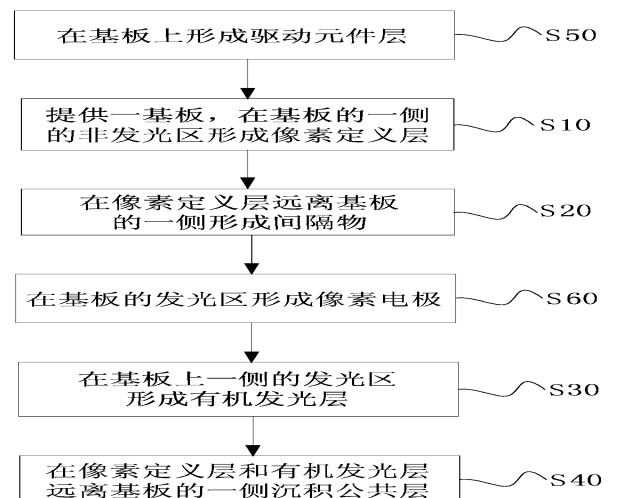 在基板上形成驱动元件层
S50
提供一基板，在基板的一侧
的非发光区形成像素定义层
S10
在像素定义层远离基板
的一侧形成间隔物
S20
在基板的发光区形成像素电极
S60
在基板上一侧的发光区
形成有机发光层
S30
在像素定义层和有机发光层
远离基板的一侧沉积公共层
S40